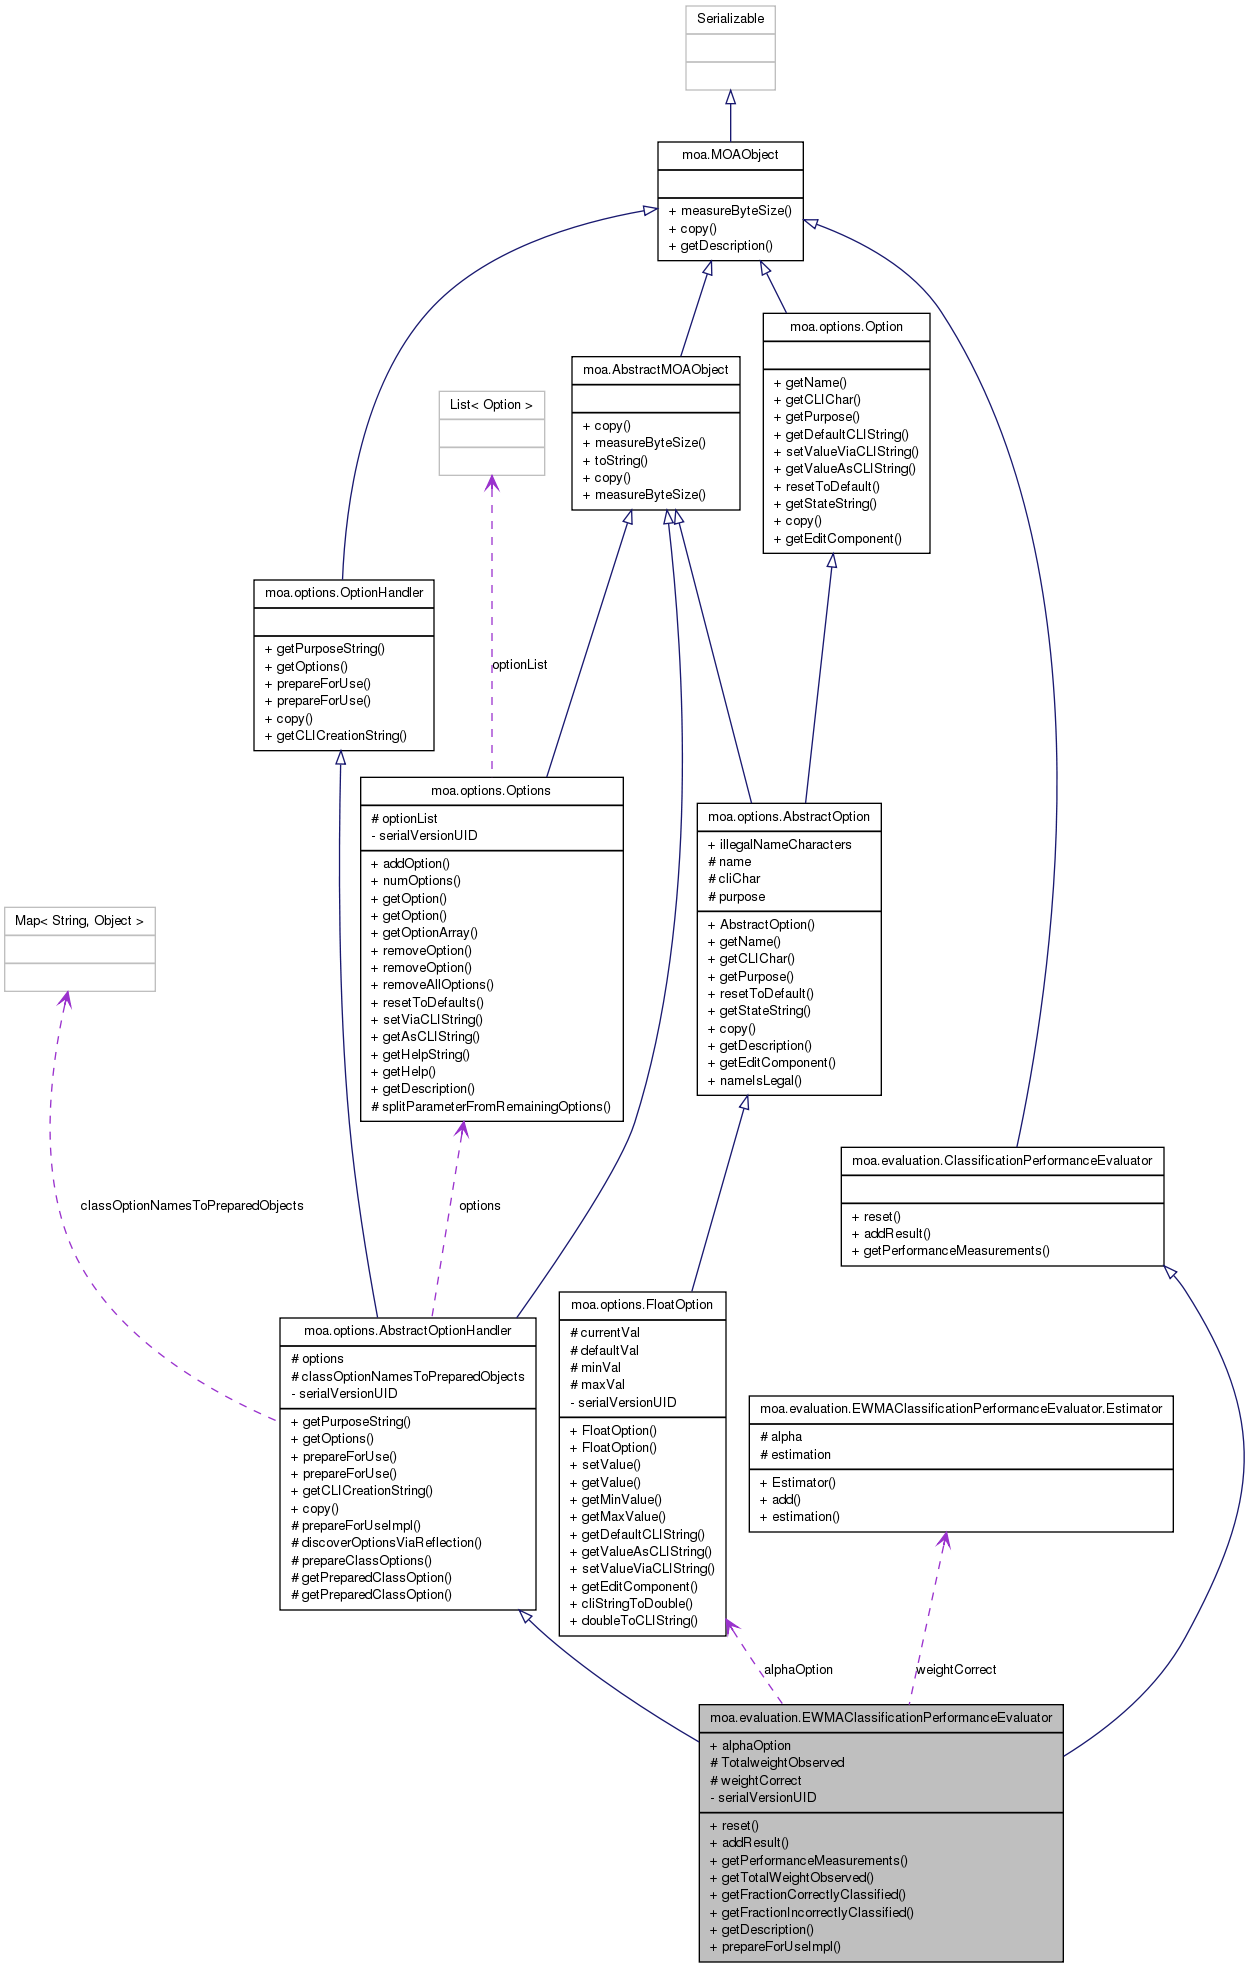 Serializable
moa.MOAObject
+ measureByteSize()
+ copy()
+ getDescription()
moa.options.Option
+ getName()
+ getCLIChar()
+ getPurpose()
+ getDefaultCLIString()
+ setValueViaCLIString()
+ getValueAsCLIString()
+ resetToDefault()
+ getStateString()
+ copy()
+ getEditComponent()
moa.AbstractMOAObject
+ copy()
+ measureByteSize()
+ toString()
+ copy()
+ measureByteSize()
List< Option >
moa.options.OptionHandler
+ getPurposeString()
+ getOptions()
+ prepareForUse()
+ prepareForUse()
+ copy()
+ getCLICreationString()
optionList
moa.options.Options
# optionList
- serialVersionUID
+ addOption()
+ numOptions()
+ getOption()
+ getOption()
+ getOptionArray()
+ removeOption()
+ removeOption()
+ removeAllOptions()
+ resetToDefaults()
+ setViaCLIString()
+ getAsCLIString()
+ getHelpString()
+ getHelp()
+ getDescription()
# splitParameterFromRemainingOptions()
moa.options.AbstractOption
+ illegalNameCharacters
# name
# cliChar
# purpose
+ AbstractOption()
+ getName()
+ getCLIChar()
+ getPurpose()
+ resetToDefault()
+ getStateString()
+ copy()
+ getDescription()
+ getEditComponent()
+ nameIsLegal()
Map< String, Object >
moa.evaluation.ClassificationPerformanceEvaluator
+ reset()
+ addResult()
+ getPerformanceMeasurements()
classOptionNamesToPreparedObjects
options
moa.options.AbstractOptionHandler
# options
# classOptionNamesToPreparedObjects
- serialVersionUID
+ getPurposeString()
+ getOptions()
+ prepareForUse()
+ prepareForUse()
+ getCLICreationString()
+ copy()
# prepareForUseImpl()
# discoverOptionsViaReflection()
# prepareClassOptions()
# getPreparedClassOption()
# getPreparedClassOption()
moa.options.FloatOption
# currentVal
# defaultVal
# minVal
# maxVal
- serialVersionUID
+ FloatOption()
+ FloatOption()
+ setValue()
+ getValue()
+ getMinValue()
+ getMaxValue()
+ getDefaultCLIString()
+ getValueAsCLIString()
+ setValueViaCLIString()
+ getEditComponent()
+ cliStringToDouble()
+ doubleToCLIString()
moa.evaluation.EWMAClassificationPerformanceEvaluator.Estimator
# alpha
# estimation
+ Estimator()
+ add()
+ estimation()
alphaOption
weightCorrect
moa.evaluation.EWMAClassificationPerformanceEvaluator
+ alphaOption
# TotalweightObserved
# weightCorrect
- serialVersionUID
+ reset()
+ addResult()
+ getPerformanceMeasurements()
+ getTotalWeightObserved()
+ getFractionCorrectlyClassified()
+ getFractionIncorrectlyClassified()
+ getDescription()
+ prepareForUseImpl()